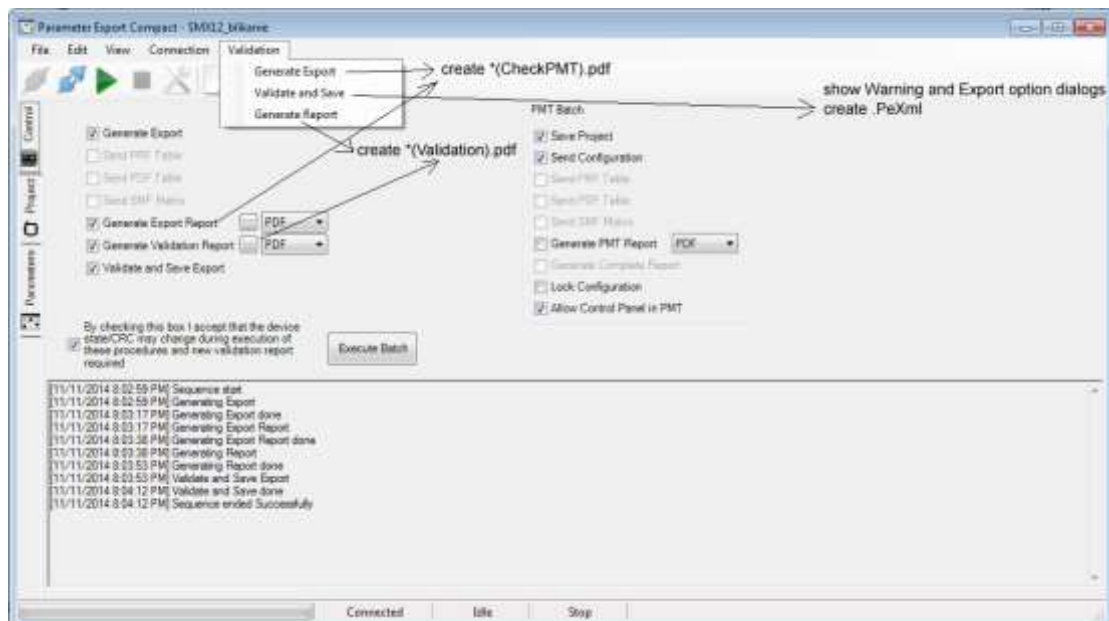 Parameter Export Compact - SMX12_blikarne
File Edit View Connection Validation
Generate Export
Validate and Save
Generate Report
create *(CheckPMT).pdf
show Warning and Export option dialogs
create .PeXml
create *(Validation).pdf
Control
Project
Parameters
Generate Export
Send PRF Table
Send PDF Table
Send SMF Matrix
Generate Export Report PDF
Generate Validation Report PDF
Validate and Save Export
PMT Batch
Save Project
Send Configuration
Send PRF Table
Send PDF Table
Send SMF Matrix
Generate PMT Report PDF
Generate Complete Report
Lock Configuration
Allow Control Panel in PMT
By checking this box I accept that the device
state/CRC may change during execution of
these procedures and new validation report
required
Execute Batch
[11/11/2014 8:02:59 PM] Sequence start
[11/11/2014 8:02:59 PM] Generating Export
[11/11/2014 8:03:17 PM] Generating Export done
[11/11/2014 8:03:17 PM] Generating Export Report
[11/11/2014 8:03:38 PM] Generating Export Report done
[11/11/2014 8:03:38 PM] Generating Report
[11/11/2014 8:03:53 PM] Generating Report done
[11/11/2014 8:03:53 PM] Validate and Save Export
[11/11/2014 8:04:12 PM] Validate and Save done
[11/11/2014 8:04:12 PM] Sequence ended Successfully
Connected Idle Stop